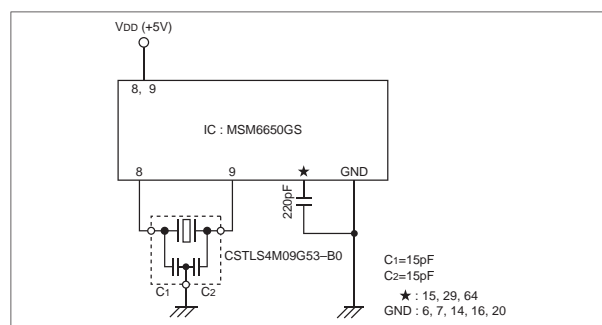 VDD (+5V)
8, 9
IC : MSM6650GS
8
9
★
GND
220pF
CSTLS4M09G53–B0
C1
C2
C1=15pF
C2=15pF
★ : 15, 29, 64
GND : 6, 7, 14, 16, 20